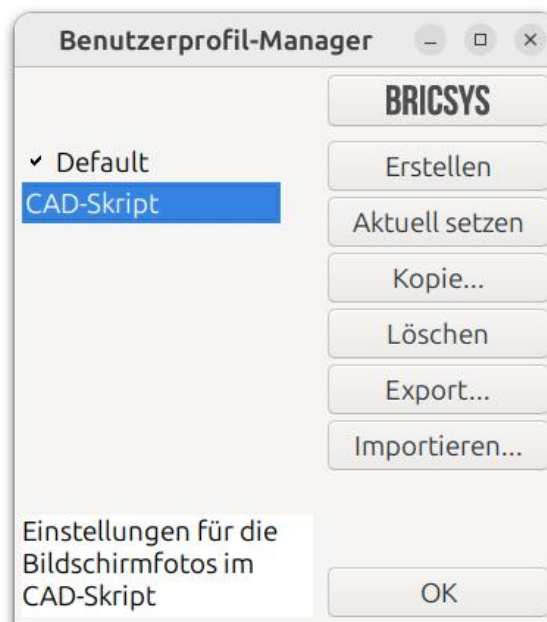 Benutzerprofil-Manager
BRICSYS
✓ Default
CAD-Skript
Erstellen
Aktuell setzen
Kopie...
Löschen
Export...
Importieren...
Einstellungen für die
Bildschirmfotos im
CAD-Skript
OK